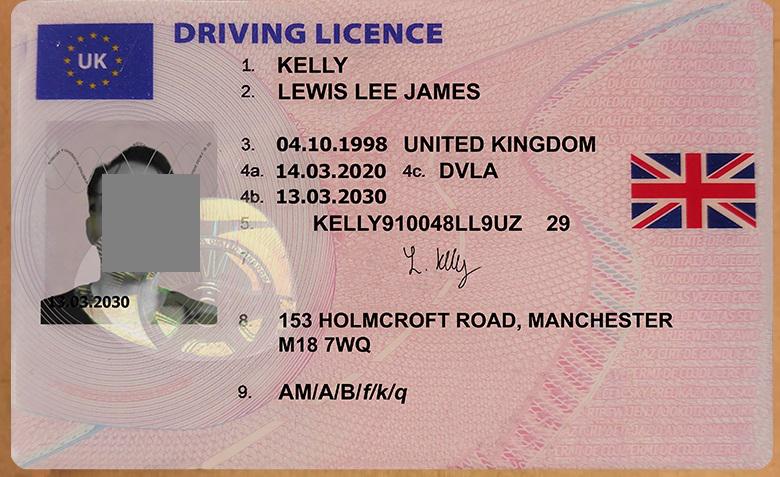 DRIVING LICENCE
UK
1. KELLY
2. LEWIS LEE JAMES
3. 04.10.1998 UNITED KINGDOM
4a. 14.03.2020 4c. DVLA
4b. 13.03.2030
5. KELLY910048LL9UZ 29
L. Kelly
13.03.2030
8. 153 HOLMCROFT ROAD, MANCHESTER
M18 7WQ
9. AM/A/B/f/k/q